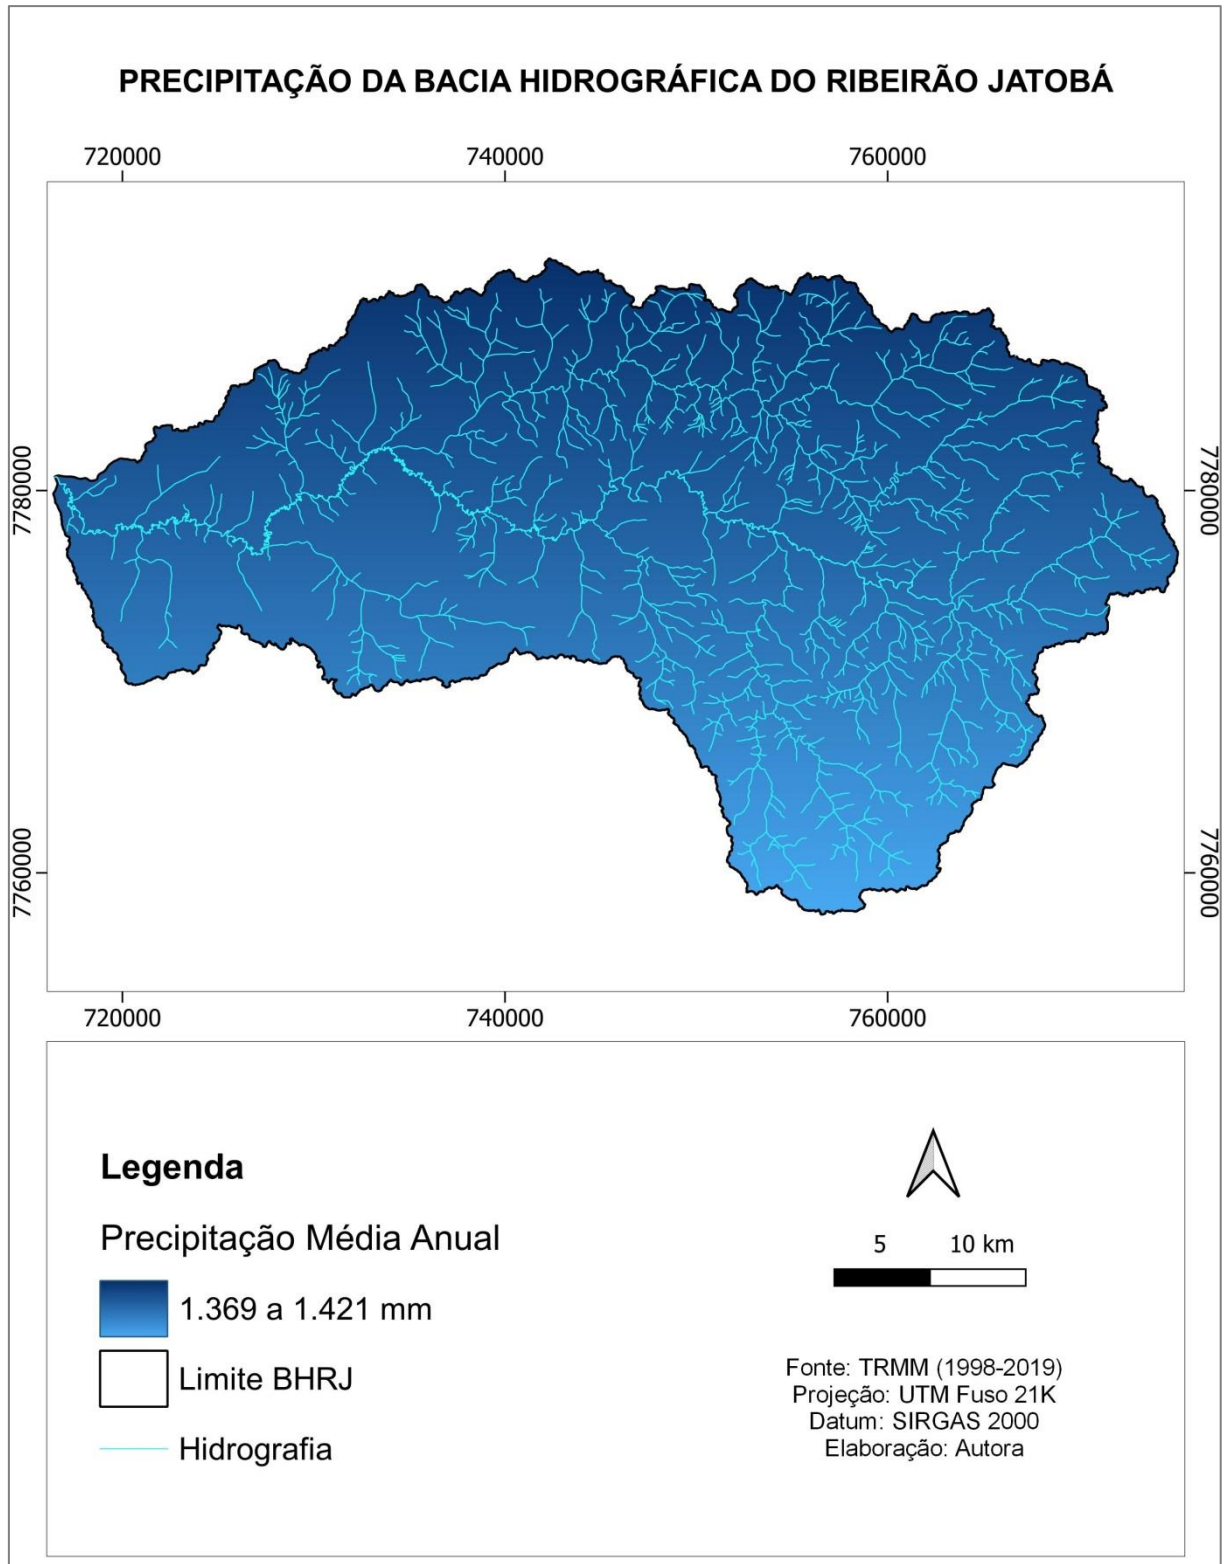 PRECIPITAÇÃO DA BACIA HIDROGRÁFICA DO RIBEIRÃO JATOBÁ
720000 740000 760000
7780000 7780000
7760000 7760000
720000 740000 760000
Legenda
Precipitação Média Anual
1.369 a 1.421 mm
Limite BHRJ
Hidrografia
5 10 km
Fonte: TRMM (1998-2019)
Projeção: UTM Fuso 21K
Datum: SIRGAS 2000
Elaboração: Autora